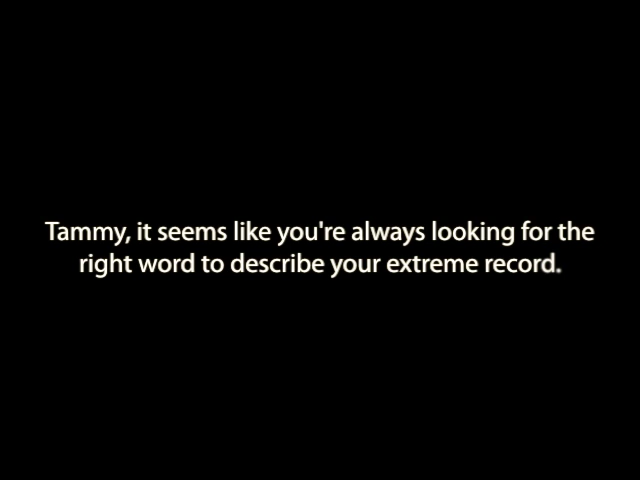 Tammy, it seems like you're always looking for the
right word to describe your extreme record.